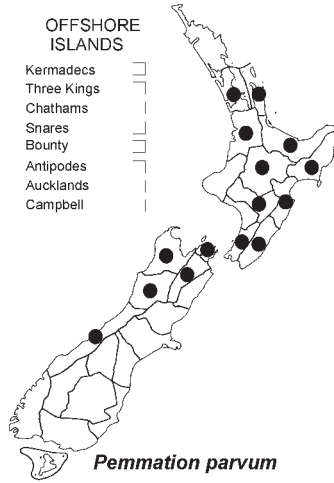 OFFSHORE
ISLANDS
Kermadecs
Three Kings
Chathams
Snares
Bounty
Antipodes
Aucklands
Campbell
Pemmation parvum